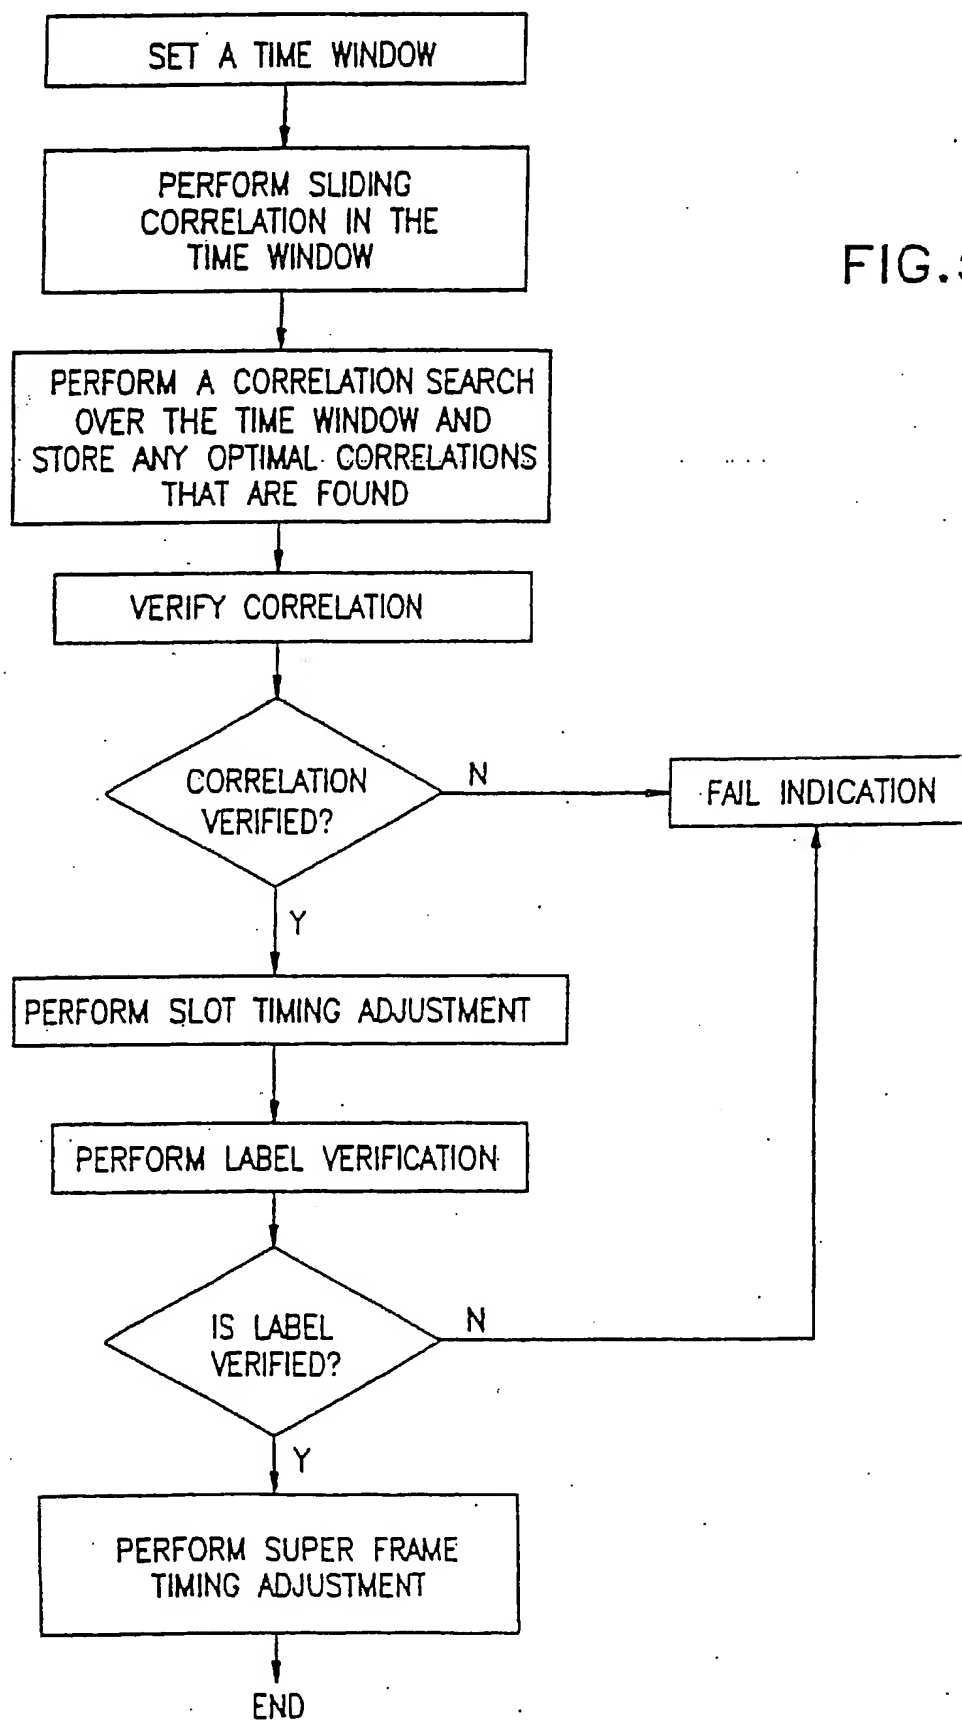 SET A TIME WINDOW
PERFORM SLIDING
CORRELATION IN THE
TIME WINDOW
FIG.
PERFORM A CORRELATION SEARCH
OVER THE TIME WINDOW AND
STORE ANY OPTIMAL CORRELATIONS
THAT ARE FOUND
VERIFY CORRELATION
CORRELATION
VERIFIED?
N
FAIL INDICATION
Y
PERFORM SLOT TIMING ADJUSTMENT
PERFORM LABEL VERIFICATION
IS LABEL
VERIFIED?
N
Y
PERFORM SUPER FRAME
TIMING ADJUSTMENT
END